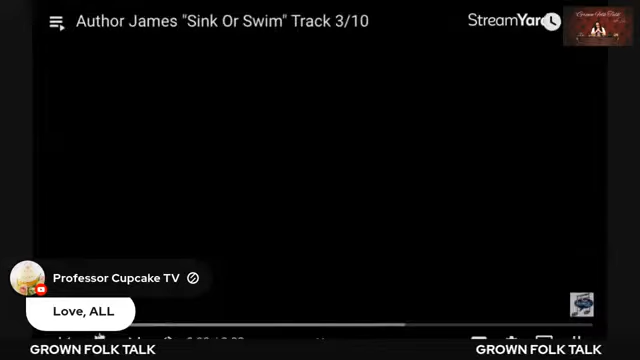 Author James "Sink Or Swim" Track 3/10
StreamYard
Professor Cupcake TV
Love, ALL
GROWN FOLK TALK
GROWN FOLK TALK